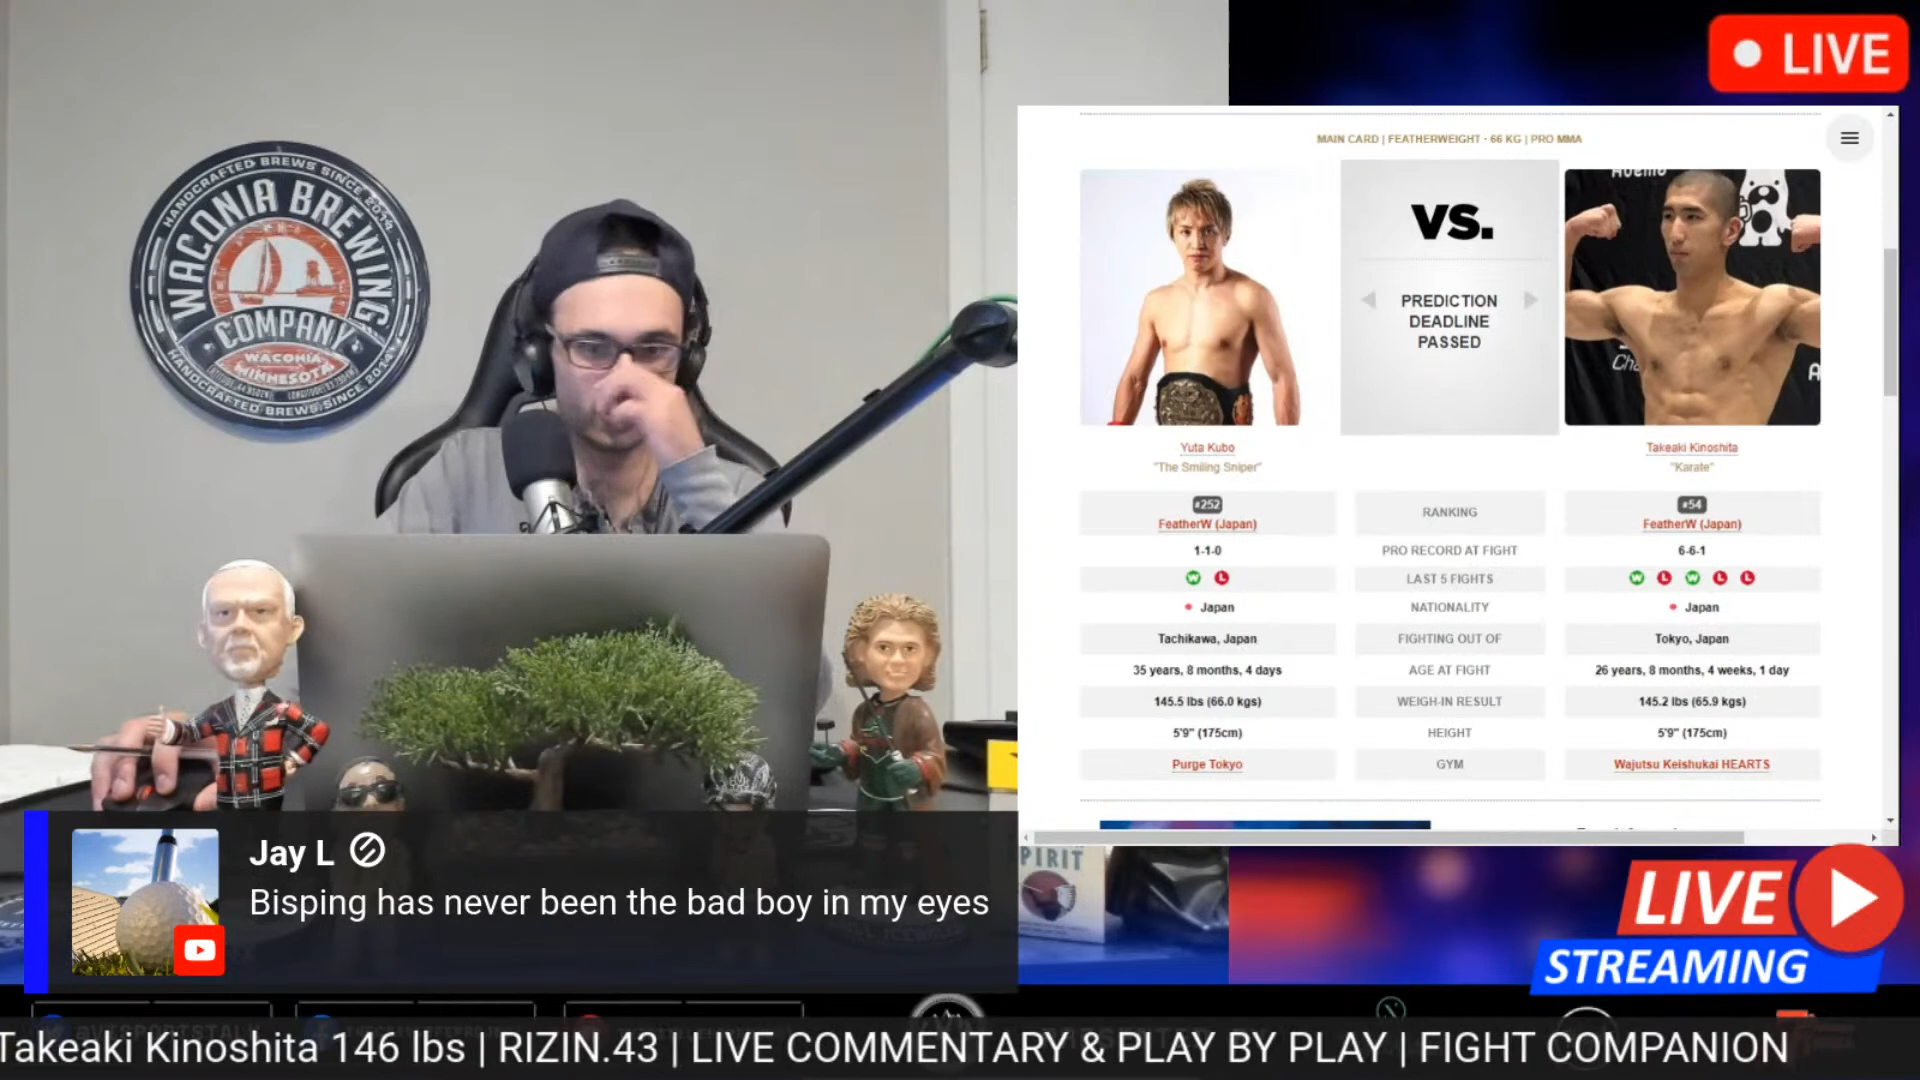 LIVE
HANDCRAFTED BREWS SINCE 2014
WACONIA BREWING
COMPANY
WACONIA
MINNESOTA
HANDCRAFTED BREWS SINCE 2014
MAIN CARD | FEATHERWEIGHT · 66 KG | PRO MMA
VS.
PREDICTION
DEADLINE
PASSED
Yuta Kubo
Takeaki Kinoshita
"The Smiling Sniper"
"Karate"
#252
RANKING
#54
FeatherW (Japan)
FeatherW (Japan)
1-1-0
PRO RECORD AT FIGHT
6-6-1
W L
LAST 5 FIGHTS
W L W L L
Japan
NATIONALITY
Japan
Tachikawa, Japan
FIGHTING OUT OF
Tokyo, Japan
35 years, 8 months, 4 days
AGE AT FIGHT
26 years, 8 months, 4 weeks, 1 day
145.5 lbs (66.0 kgs)
WEIGH-IN RESULT
145.2 lbs (65.9 kgs)
5'9" (175cm)
HEIGHT
5'9" (175cm)
Purge Tokyo
GYM
Wajutsu Keishukai HEARTS
Jay L
Bisping has never been the bad boy in my eyes
PIRIT
LIVE
STREAMING
Takeaki Kinoshita 146 lbs | RIZIN.43 | LIVE COMMENTARY & PLAY BY PLAY | FIGHT COMPANION